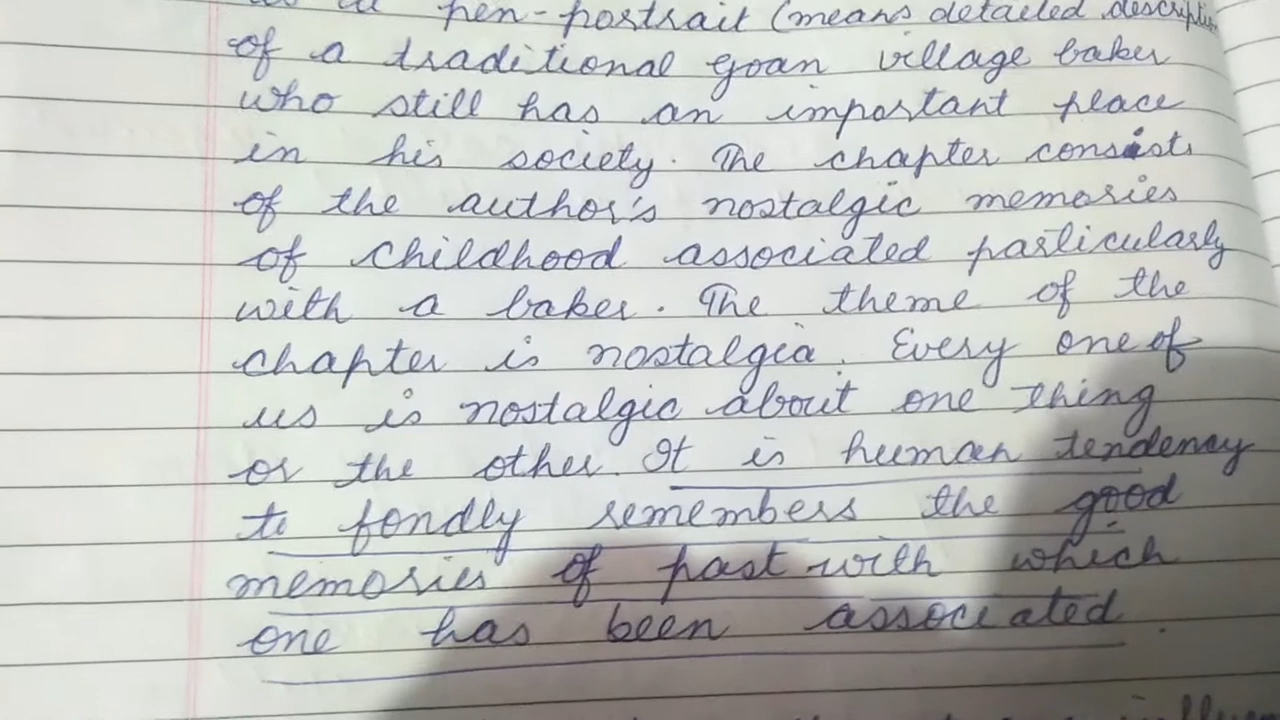 pen-portrait (means detailed descripti
of a traditional goan village baker
who still has an important place
in his society. The chapter consists
of the author's nostalgic memories
of childhood associated particularly
with a baker. The theme of the
chapter is nostalgia. Every one of
us is nostalgic about one thing
or the other. It is human tendency
to fondly remembers the good
memories of past with which
one has been associated.